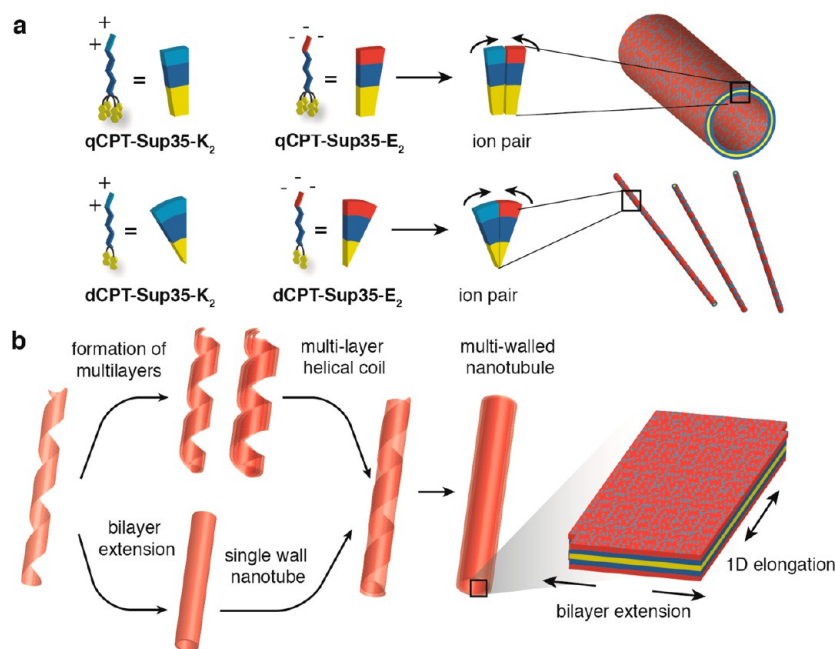 a
+
+
=
qCPT-Sup35-K2
- - -
=
qCPT-Sup35-E2
ion pair
+
+
=
dCPT-Sup35-K2
- - -
=
dCPT-Sup35-E2
ion pair
b
formation of
multilayers
multi-layer
helical coil
multi-walled
nanotubule
bilayer
extension
single wall
nanotube
1D elongation
bilayer extension